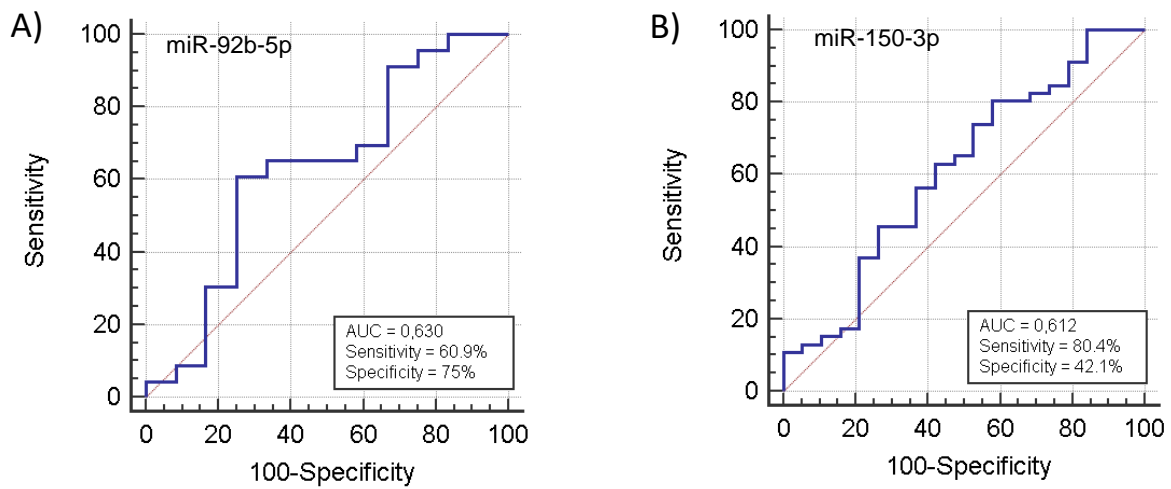 A)
miR-92b-5p
100
80
60
40
20
0
Sensitivity
AUC = 0,630
Sensitivity = 60.9%
Specificity = 75%
0 20 40 60 80 100
100-Specificity
B)
miR-150-3p
100
80
60
40
20
0
Sensitivity
AUC = 0,612
Sensitivity = 80.4%
Specificity = 42.1%
0 20 40 60 80 100
100-Specificity